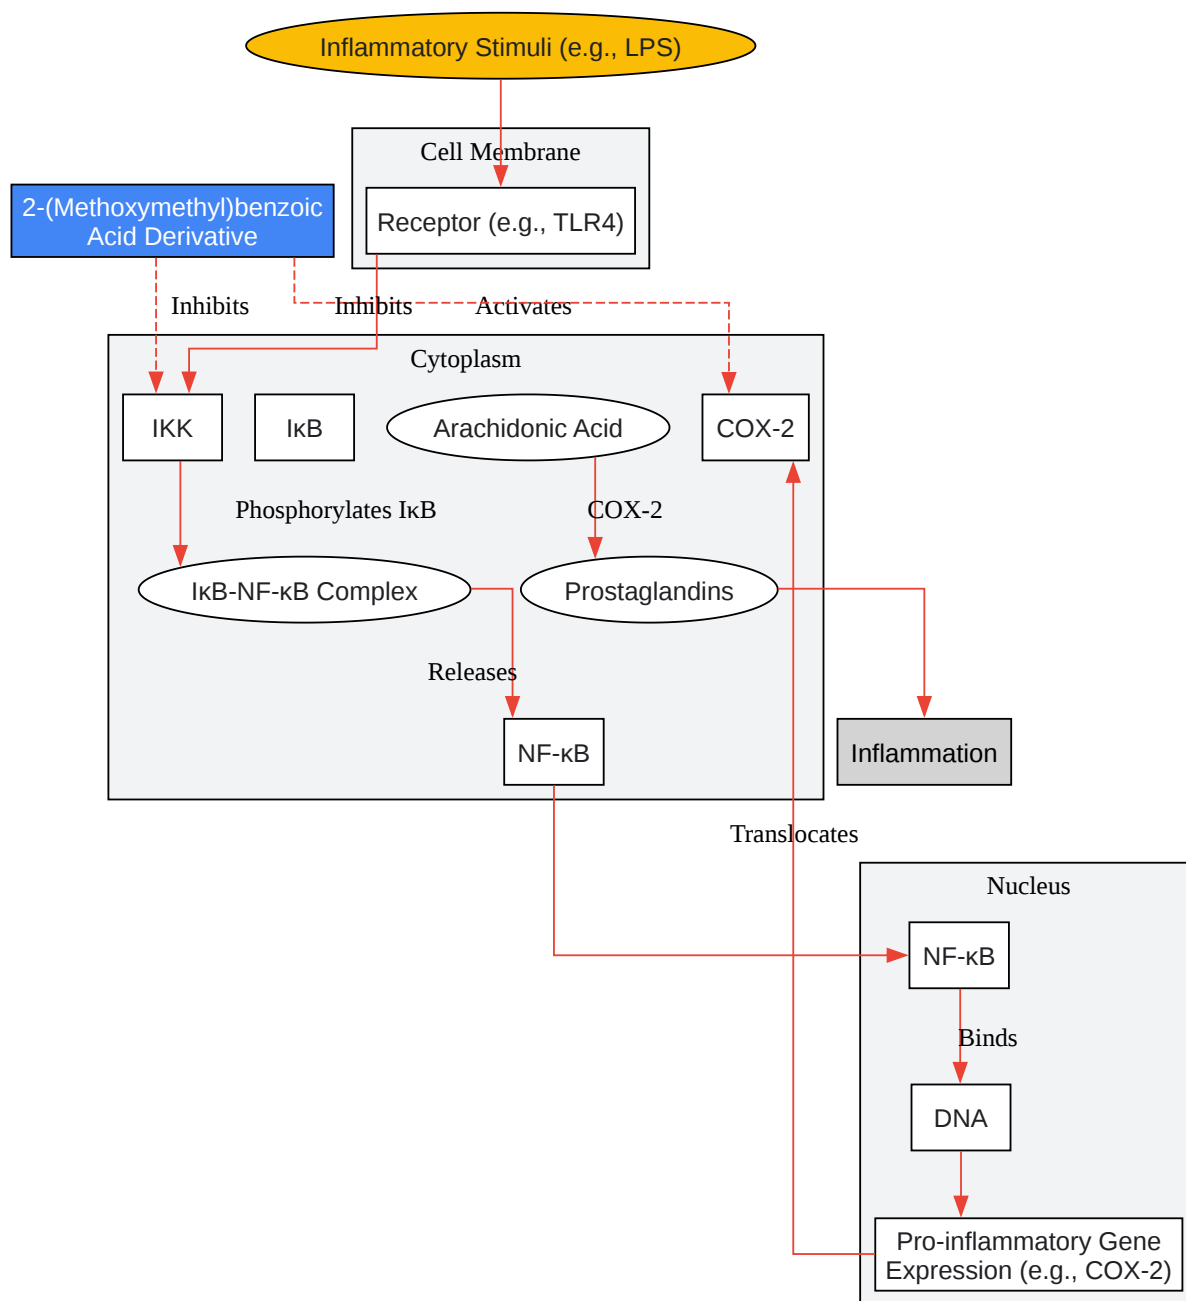 Inflammatory Stimuli (e.g., LPS)
Cell Membrane
2-(Methoxymethyl)benzoic
Acid Derivative
Receptor (e.g., TLR4)
Inhibits
Inhibits
Activates
Cytoplasm
IKK
IκB
Arachidonic Acid
COX-2
Phosphorylates IκB
COX-2
IκB-NF-κB Complex
Prostaglandins
Releases
NF-κB
Inflammation
Translocates
Nucleus
NF-κB
Binds
DNA
Pro-inflammatory Gene
Expression (e.g., COX-2)